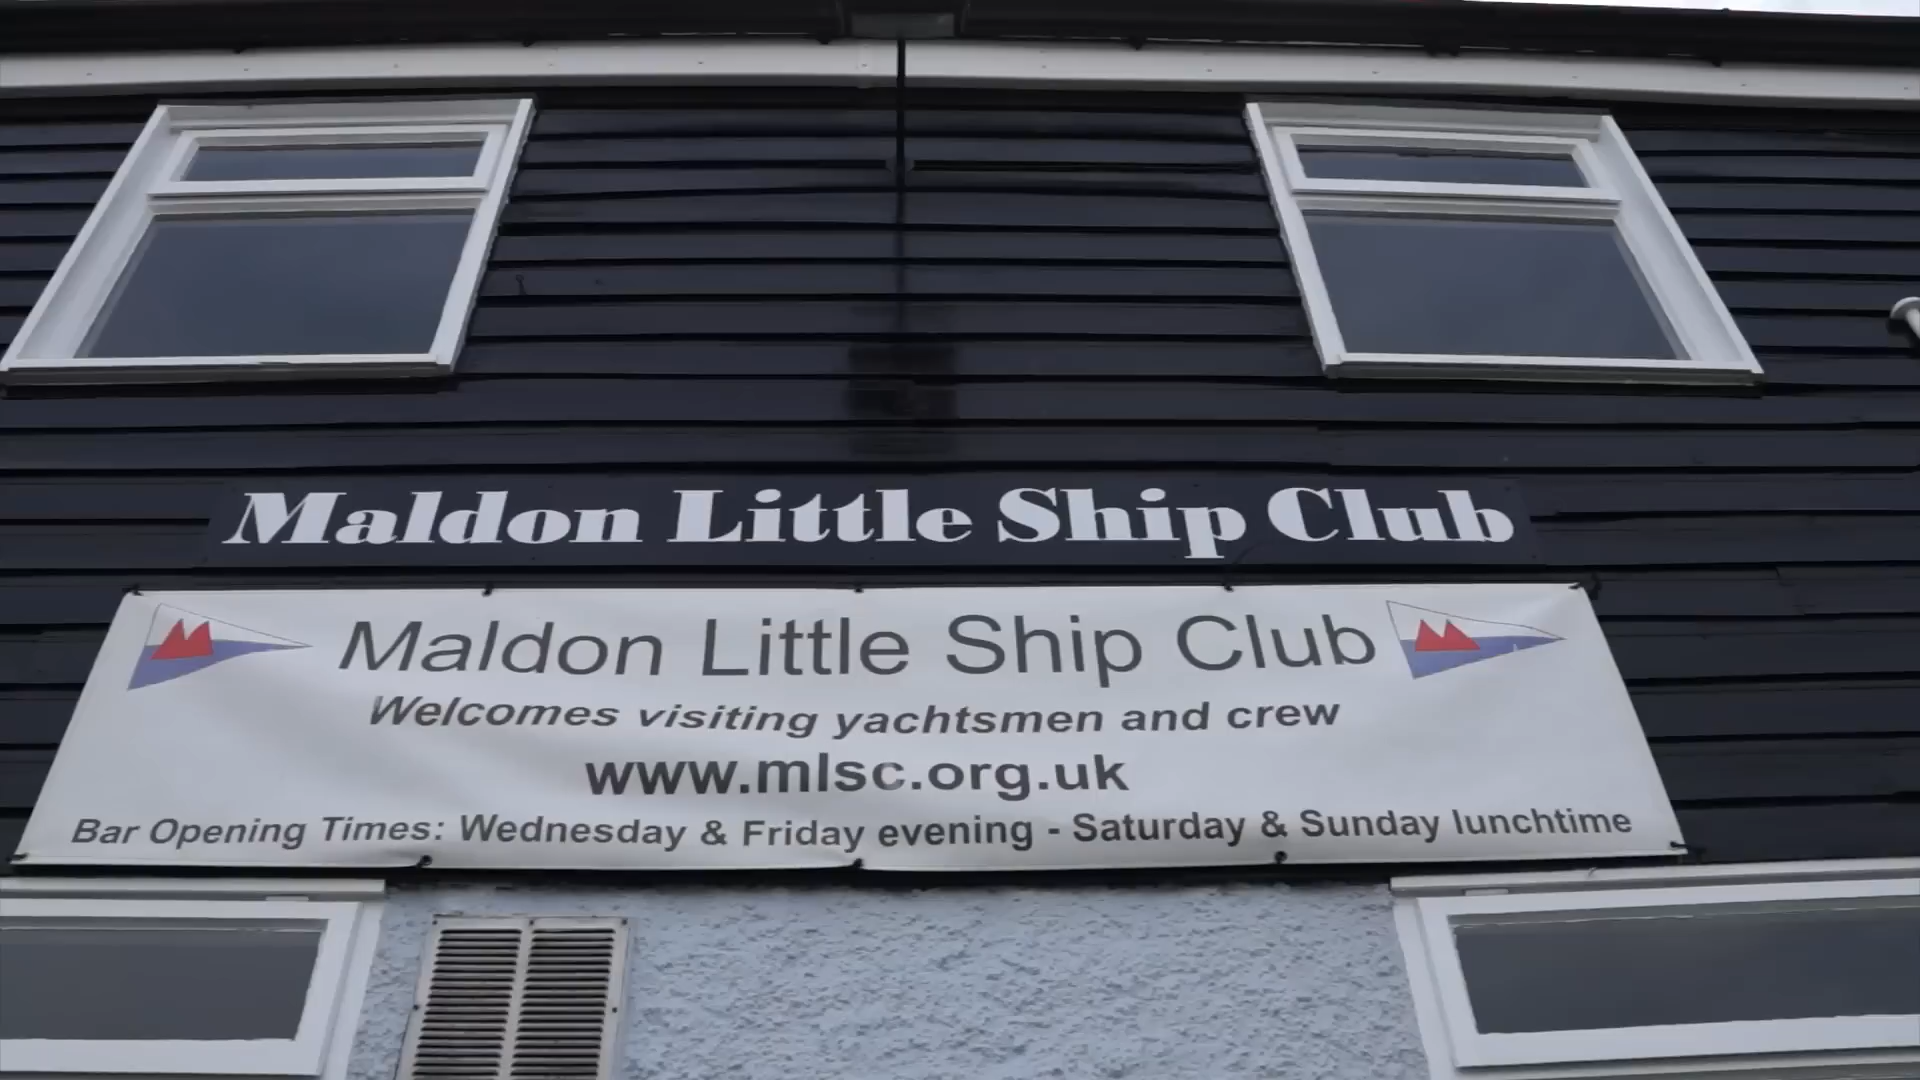 Maldon Little Ship Club
Maldon Little Ship Club
Welcomes visiting yachtsmen and crew
www.mlsc.org.uk
Bar Opening Times: Wednesday & Friday evening - Saturday & Sunday lunchtime